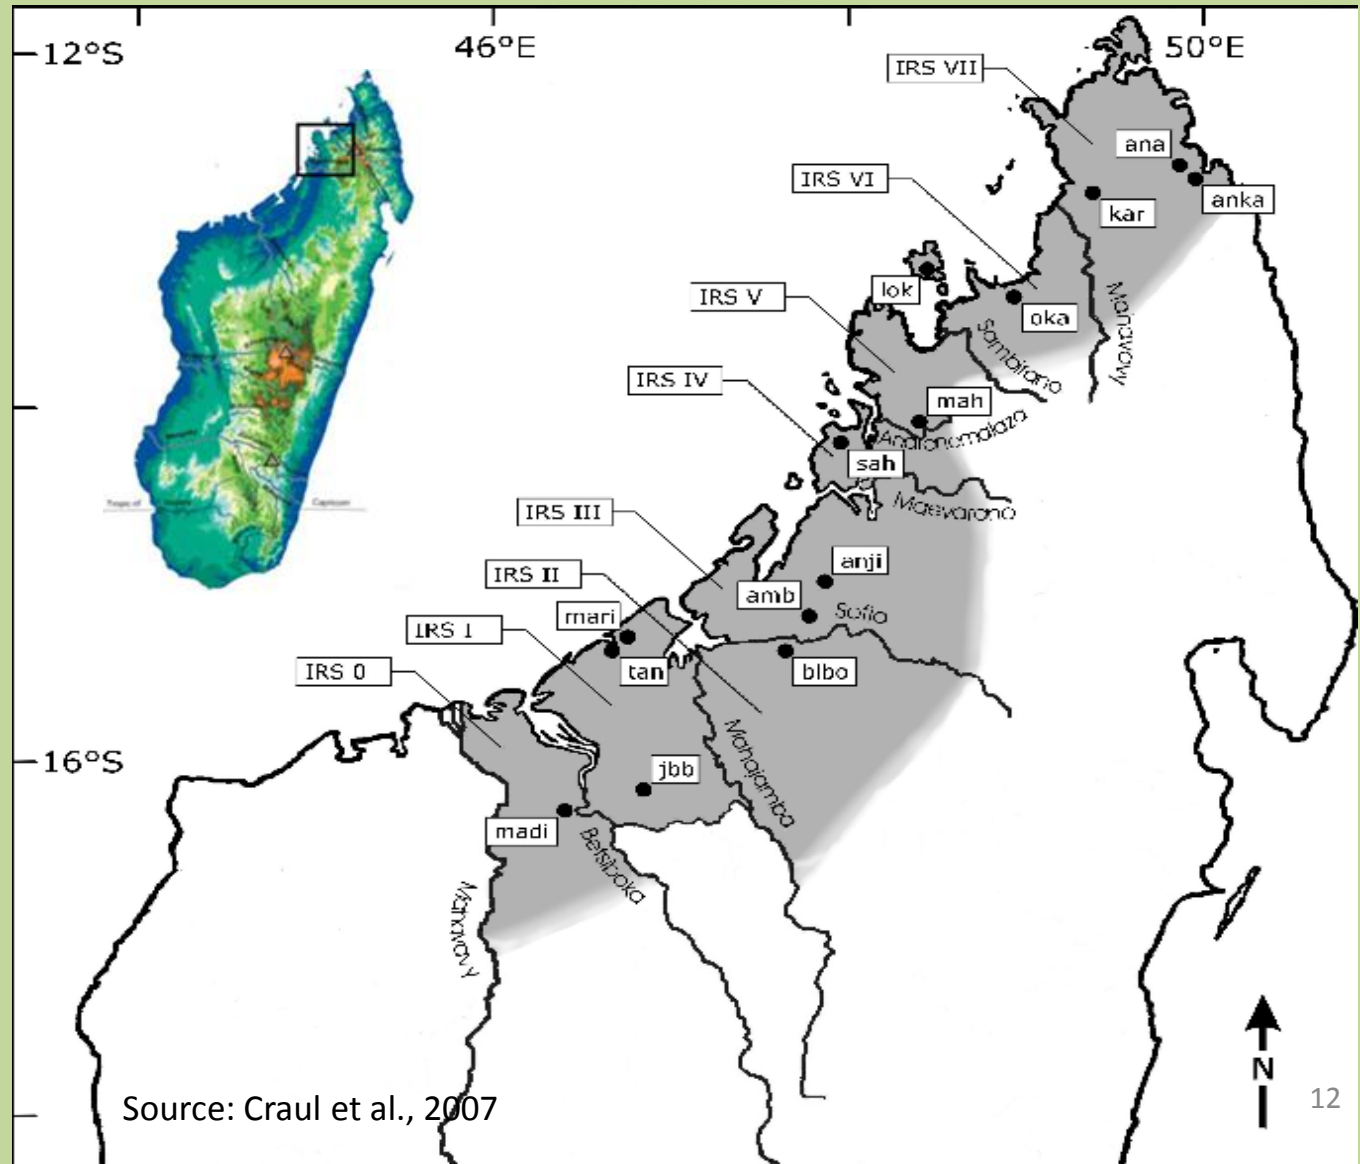 12°S
46°E
50°E
IRS VII
ana
IRS VI
anka
kar
lok
IRS V
oka
Mahavavy
Sambirano
IRS IV
mah
Andronomalaza
sah
Maevarano
IRS III
anji
IRS II
amb
Sofia
mari
IRS I
tan
blbo
IRS 0
Mahajamba
16°S
jbb
madi
Betsiboka
Mahavavy
N
Source: Craul et al., 2007
12